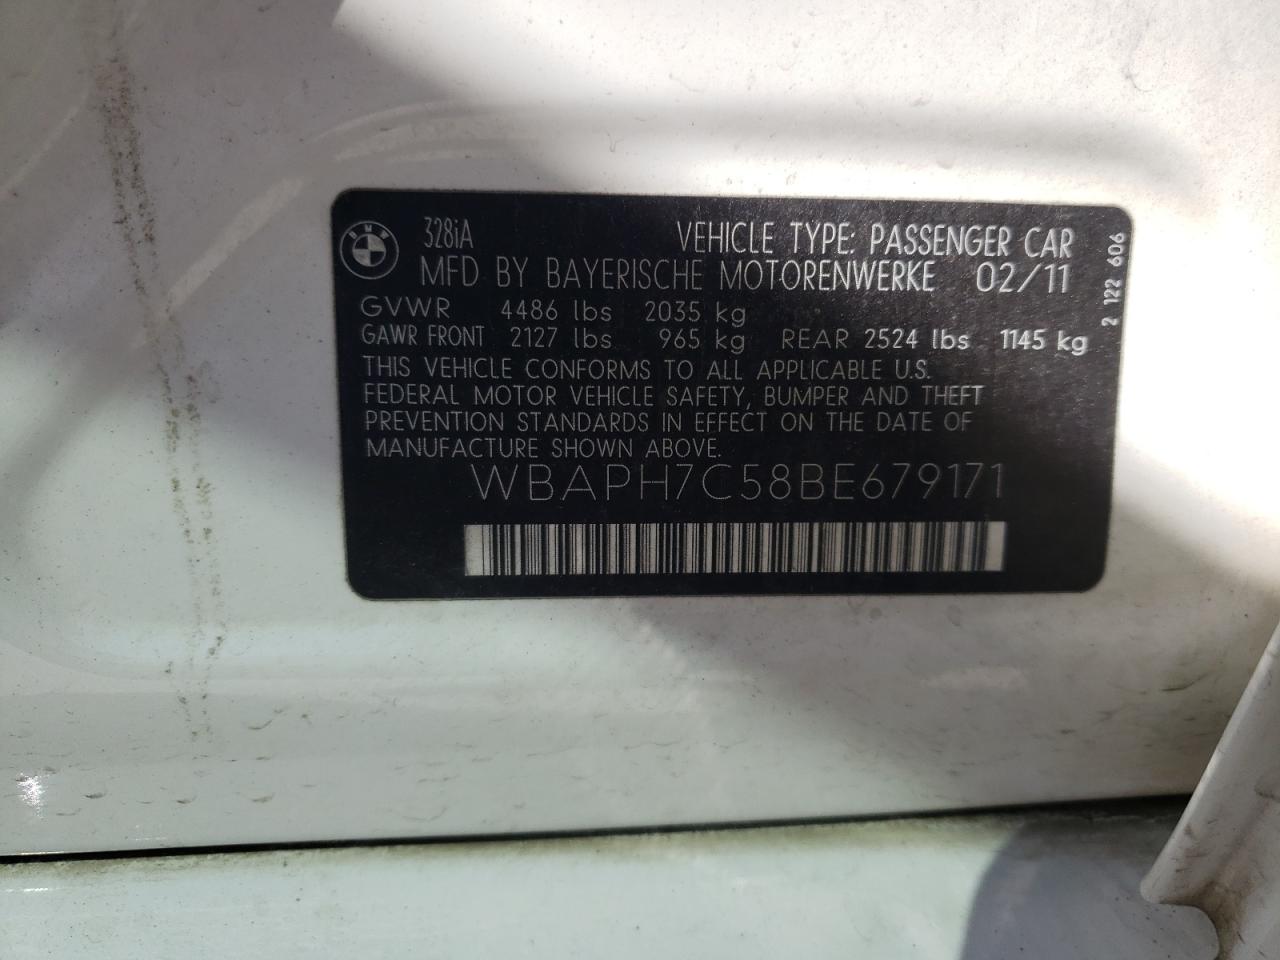 BMW
328iA VEHICLE TYPE: PASSENGER CAR
MFD BY BAYERISCHE MOTORENWERKE 02/11
GVWR 4486 lbs 2035 kg
GAWR FRONT 2127 lbs 965 kg REAR 2524 lbs 1145 kg
THIS VEHICLE CONFORMS TO ALL APPLICABLE U.S.
FEDERAL MOTOR VEHICLE SAFETY, BUMPER AND THEFT
PREVENTION STANDARDS IN EFFECT ON THE DATE OF
MANUFACTURE SHOWN ABOVE.
WBAPH7C58BE679171
2 122 606